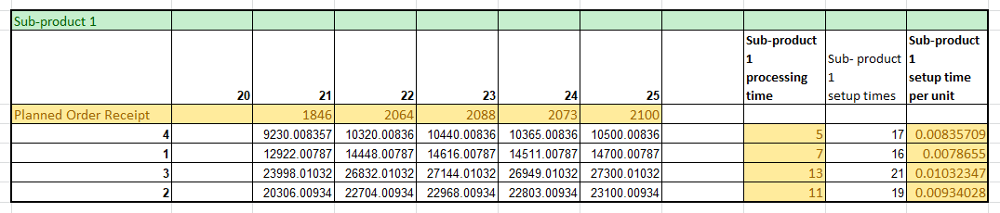 Sub-product 1
20 21 22 23 24 25 Sub-product 1 processing time Sub- product 1 setup times Sub-product 1 setup time per unit
Planned Order Receipt 1846 2064 2088 2073 2100
4 9230.008357 10320.00836 10440.00836 10365.00836 10500.00836 5 17 0.00835709
1 12922.00787 14448.00787 14616.00787 14511.00787 14700.00787 7 16 0.0078655
3 23998.01032 26832.01032 27144.01032 26949.01032 27300.01032 13 21 0.01032347
2 20306.00934 22704.00934 22968.00934 22803.00934 23100.00934 11 19 0.00934028